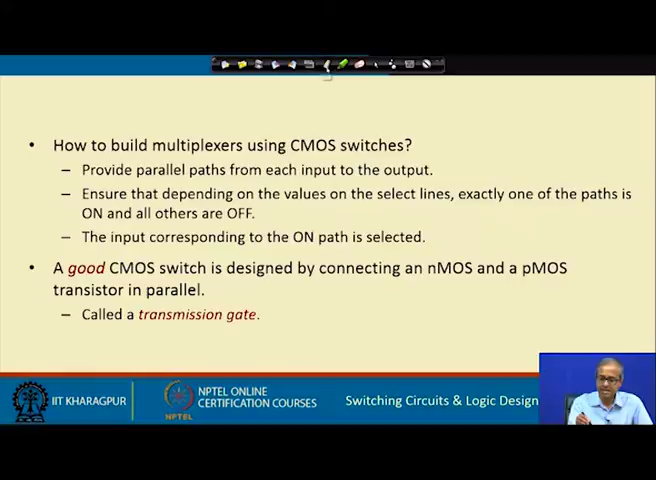 • How to build multiplexers using CMOS switches?
– Provide parallel paths from each input to the output.
– Ensure that depending on the values on the select lines, exactly one of the paths is
ON and all others are OFF.
– The input corresponding to the ON path is selected.
• A good CMOS switch is designed by connecting an nMOS and a pMOS
transistor in parallel.
– Called a transmission gate.
IIT KHARAGPUR
NPTEL
NPTEL ONLINE
CERTIFICATION COURSES
Switching Circuits & Logic Design